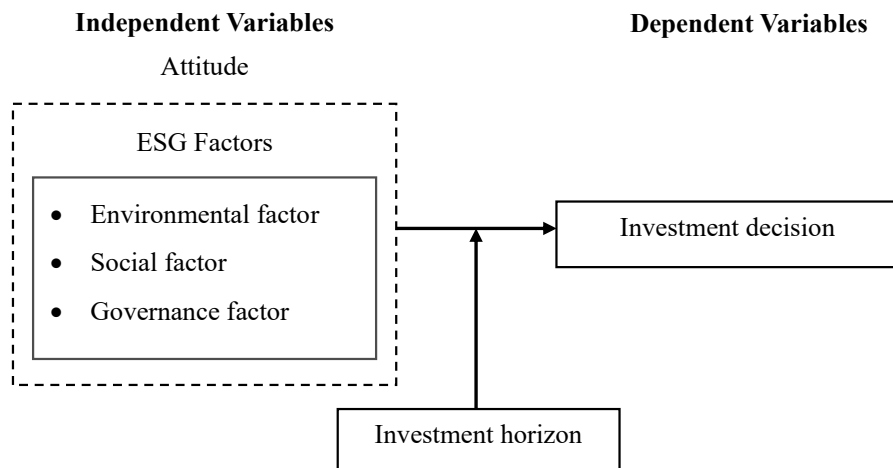 Independent Variables
Dependent Variables
Attitude
ESG Factors
• Environmental factor
• Social factor
• Governance factor
Investment decision
Investment horizon